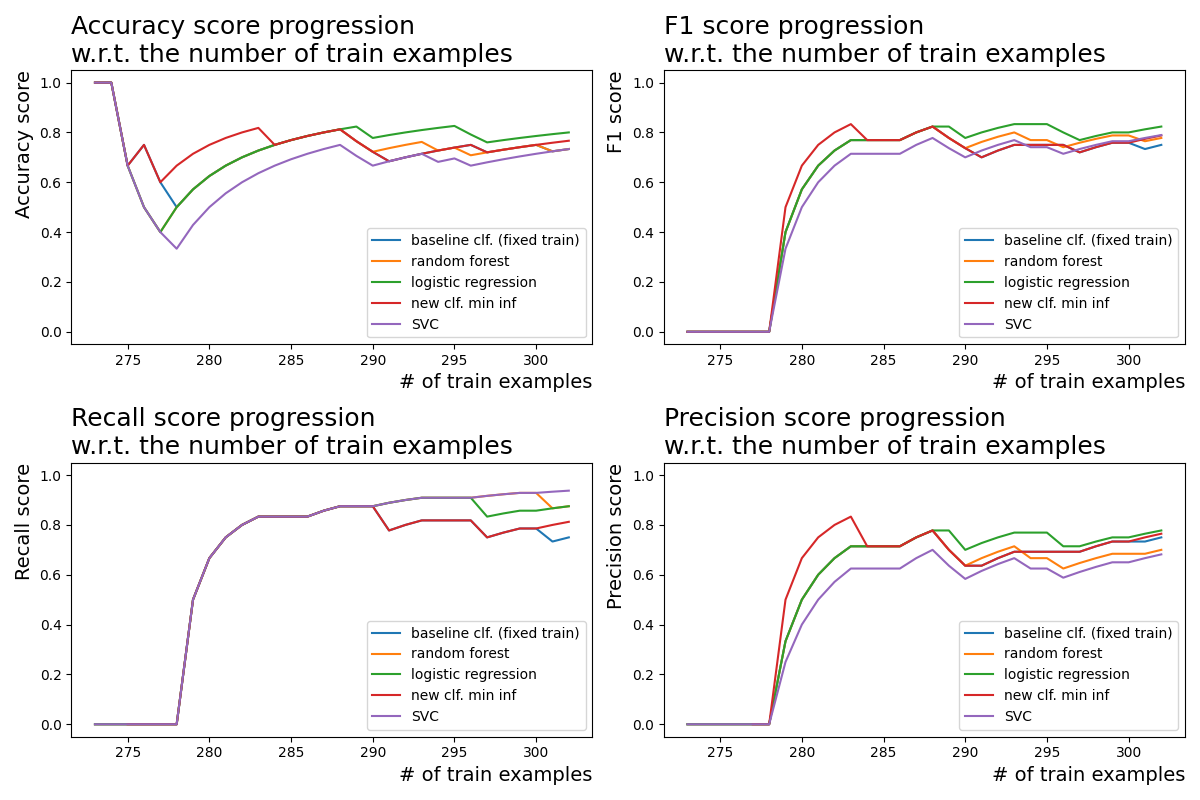 Accuracy score progression
w.r.t. the number of train examples
Accuracy score
1.0
0.8
0.6
0.4
0.2
0.0
275
280
285
290
295
300
# of train examples
baseline clf. (fixed train)
random forest
logistic regression
new clf. min inf
SVC
F1 score progression
w.r.t. the number of train examples
F1 score
1.0
0.8
0.6
0.4
0.2
0.0
275
280
285
290
295
300
# of train examples
baseline clf. (fixed train)
random forest
logistic regression
new clf. min inf
SVC
Recall score progression
w.r.t. the number of train examples
Recall score
1.0
0.8
0.6
0.4
0.2
0.0
275
280
285
290
295
300
# of train examples
baseline clf. (fixed train)
random forest
logistic regression
new clf. min inf
SVC
Precision score progression
w.r.t. the number of train examples
Precision score
1.0
0.8
0.6
0.4
0.2
0.0
275
280
285
290
295
300
# of train examples
baseline clf. (fixed train)
random forest
logistic regression
new clf. min inf
SVC